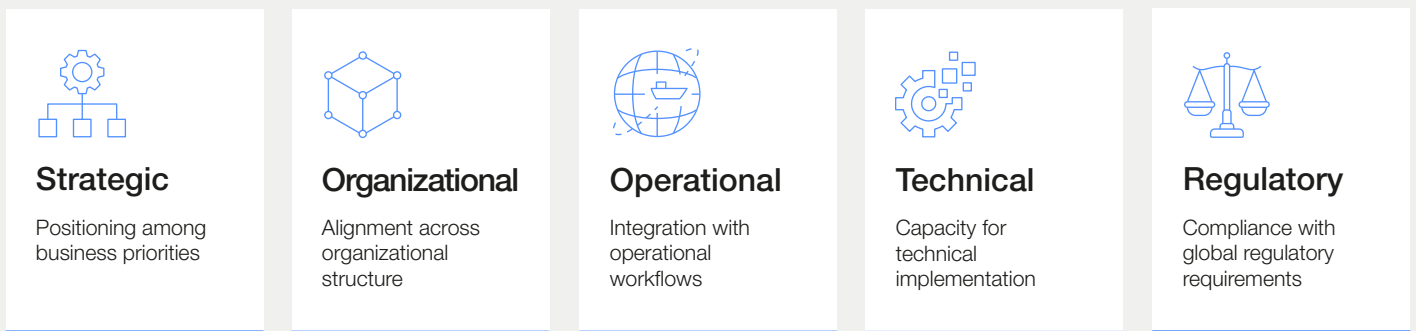 Strategic
Positioning among
business priorities
Organizational
Alignment across
organizational
structure
Operational
Integration with
operational
workflows
Technical
Capacity for
technical
implementation
Regulatory
Compliance with
global regulatory
requirements